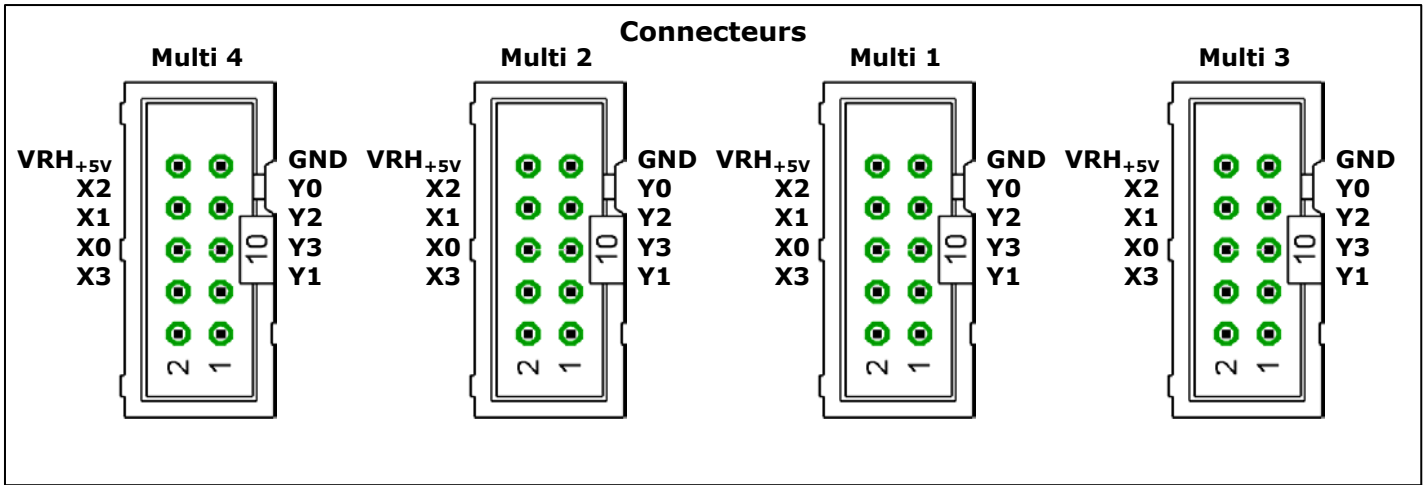 Connecteurs
Multi 4 Multi 2 Multi 1 Multi 3
VRH+5V GND VRH+5V GND VRH+5V GND VRH+5V GND
X2 Y0 X2 Y0 X2 Y0 X2 Y0
X1 Y2 X1 Y2 X1 Y2 X1 Y2
X0 10 Y3 X0 10 Y3 X0 10 Y3 X0 10 Y3
X3 Y1 X3 Y1 X3 Y1 X3 Y1
2 1 2 1 2 1 2 1